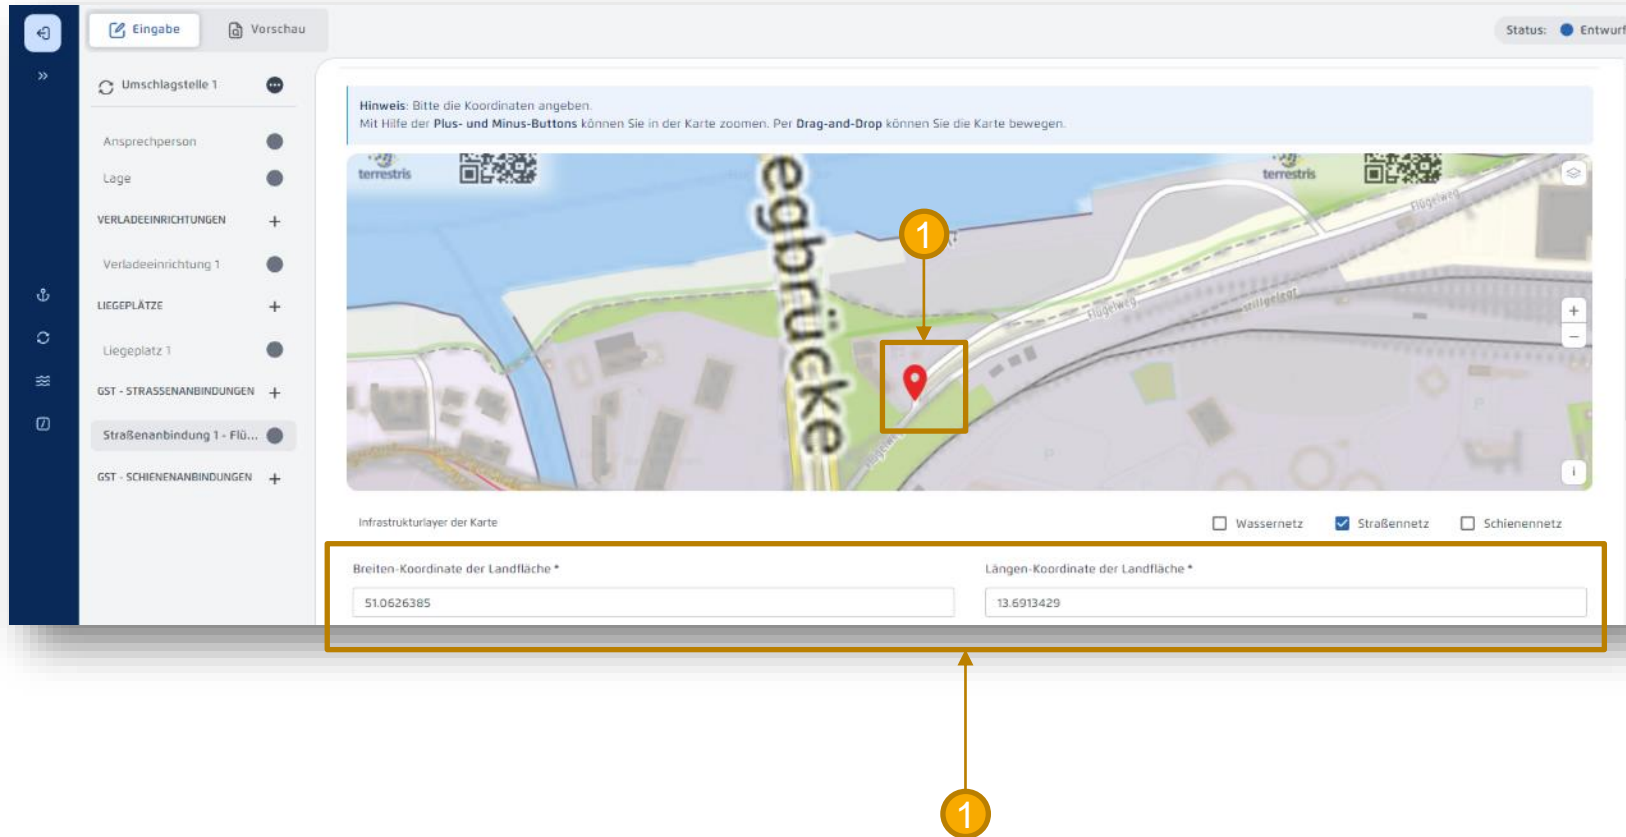 Eingabe
Vorschau
Status: Entwurf
Umschlagstelle 1
Ansprechperson
Lage
VERLADEEINRICHTUNGEN +
Verladeeinrichtung 1
LIEGEPLÄTZE +
Liegeplatz 1
GST - STRASSENANBINDUNGEN +
Straßenanbindung 1 - Flü...
GST - SCHIENENANBINDUNGEN +
Hinweis: Bitte die Koordinaten angeben.
Mit Hilfe der Plus- und Minus-Buttons können Sie in der Karte zoomen. Per Drag-and-Drop können Sie die Karte bewegen.
terrestris
terrestris
egbrücke
Flügelweg
Flügelweg
stillgelegt
1
+
−
P
P
i
Infrastrukturlayer der Karte
Wassernetz
Straßennetz
Schienennetz
Breiten-Koordinate der Landfläche *
Längen-Koordinate der Landfläche *
51.0626385
13.6913429
1